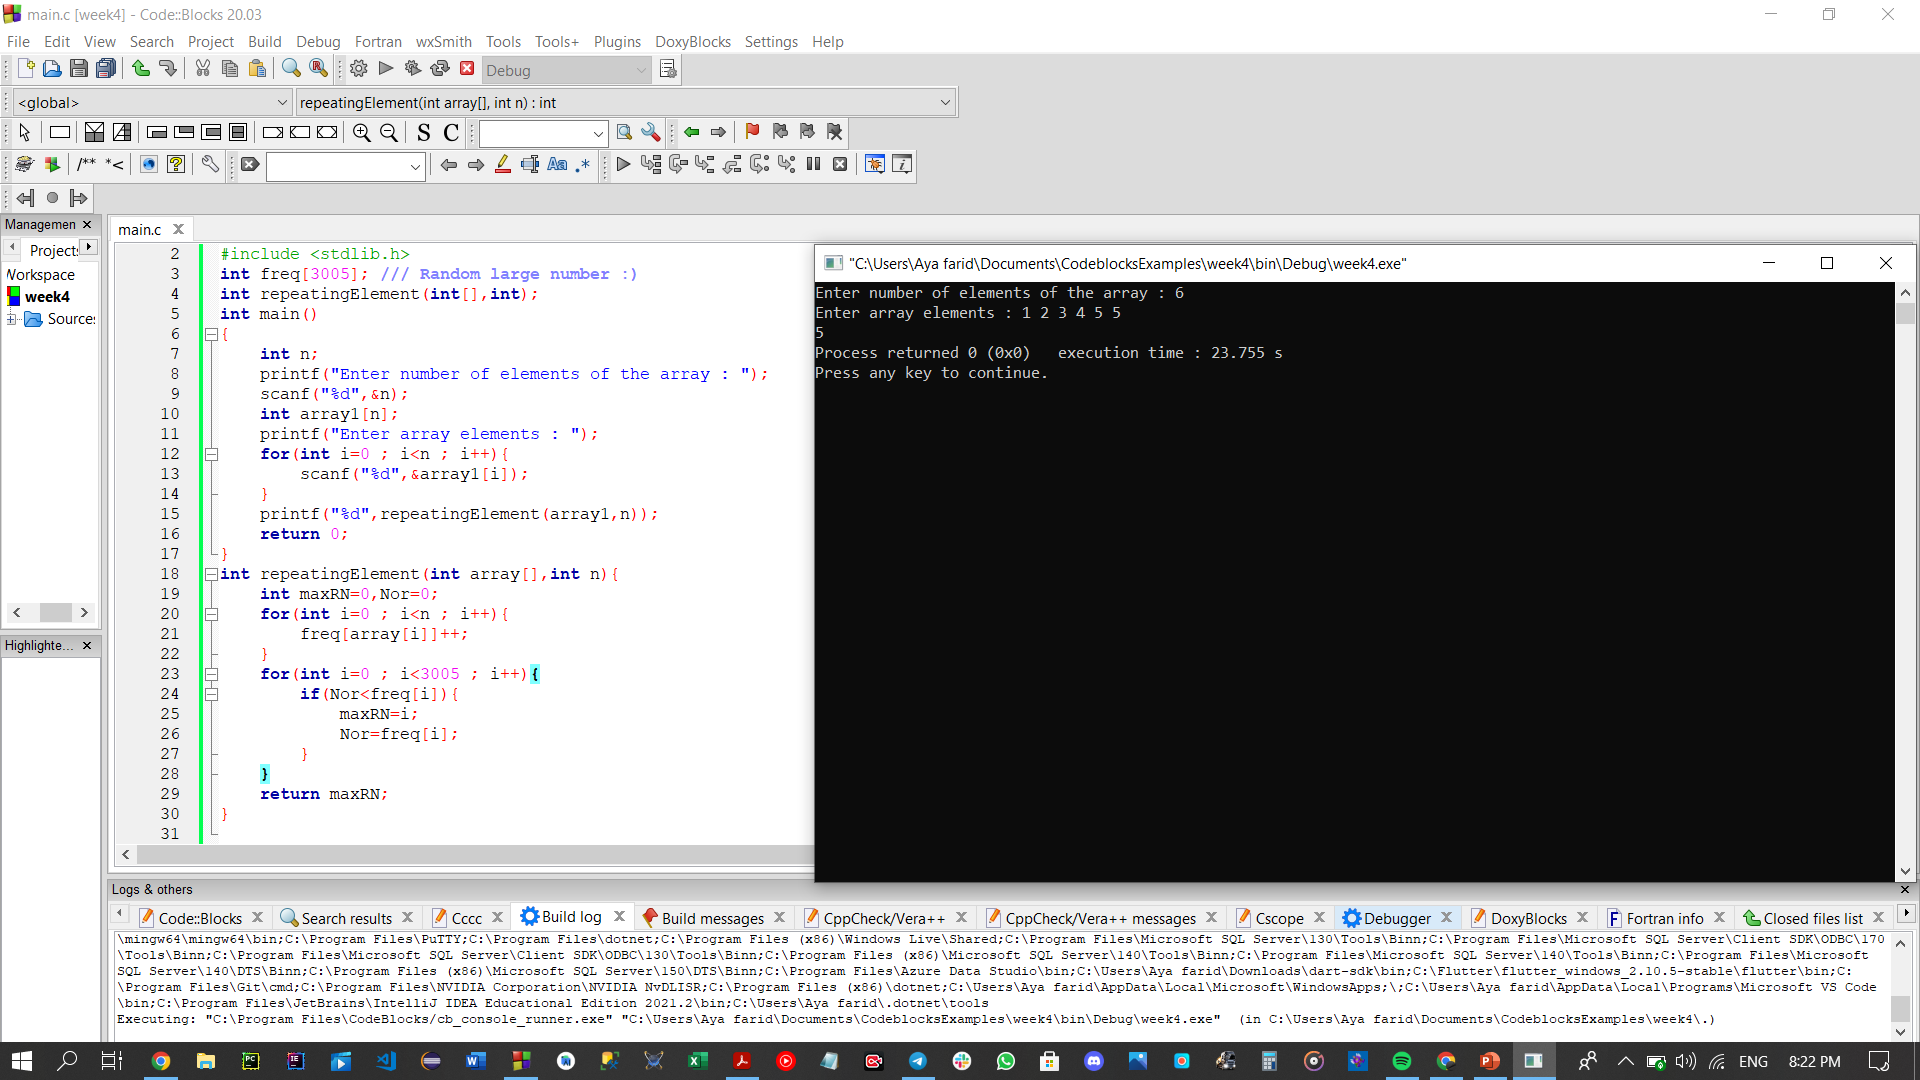 main.c [week4] - Code::Blocks 20.03
File Edit View Search Project Build Debug Fortran wxSmith Tools Tools+ Plugins DoxyBlocks Settings Help
Debug
<global> repeatingElement(int array[], int n) : int
S C
/** *<
Aa .*
Managemen
Projects
Workspace
week4
Sources
Highlighte...
main.c
2 #include <stdlib.h>
3 int freq[3005]; /// Random large number :)
4 int repeatingElement(int[],int);
5 int main()
6 {
7 int n;
8 printf("Enter number of elements of the array : ");
9 scanf("%d",&n);
10 int array1[n];
11 printf("Enter array elements : ");
12 for(int i=0 ; i<n ; i++){
13 scanf("%d",&array1[i]);
14 }
15 printf("%d",repeatingElement(array1,n));
16 return 0;
17 }
18 int repeatingElement(int array[],int n){
19 int maxRN=0,Nor=0;
20 for(int i=0 ; i<n ; i++){
21 freq[array[i]]++;
22 }
23 for(int i=0 ; i<3005 ; i++){
24 if(Nor<freq[i]){
25 maxRN=i;
26 Nor=freq[i];
27 }
28 }
29 return maxRN;
30 }
31
"C:\Users\Aya farid\Documents\CodeblocksExamples\week4\bin\Debug\week4.exe"
Enter number of elements of the array : 6
Enter array elements : 1 2 3 4 5 5
5
Process returned 0 (0x0) execution time : 23.755 s
Press any key to continue.
Logs & others
Code::Blocks Search results Cccc Build log Build messages CppCheck/Vera++ CppCheck/Vera++ messages Cscope Debugger DoxyBlocks Fortran info Closed files list
\mingw64\mingw64\bin;C:\Program Files\PuTTY;C:\Program Files\dotnet;C:\Program Files (x86)\Windows Live\Shared;C:\Program Files\Microsoft SQL Server\130\Tools\Binn;C:\Program Files\Microsoft SQL Server\Client SDK\ODBC\170
\Tools\Binn;C:\Program Files\Microsoft SQL Server\Client SDK\ODBC\130\Tools\Binn;C:\Program Files (x86)\Microsoft SQL Server\140\Tools\Binn;C:\Program Files\Microsoft SQL Server\140\Tools\Binn;C:\Program Files\Microsoft
SQL Server\140\DTS\Binn;C:\Program Files (x86)\Microsoft SQL Server\150\DTS\Binn;C:\Program Files\Azure Data Studio\bin;C:\Users\Aya farid\Downloads\dart-sdk\bin;C:\Flutter\flutter_windows_2.10.5-stable\flutter\bin;C:
\Program Files\Git\cmd;C:\Program Files\NVIDIA Corporation\NVIDIA NvDLISR;C:\Program Files (x86)\dotnet;C:\Users\Aya farid\AppData\Local\Microsoft\WindowsApps;\;C:\Users\Aya farid\AppData\Local\Programs\Microsoft VS Code
\bin;C:\Program Files\JetBrains\IntelliJ IDEA Educational Edition 2021.2\bin;C:\Users\Aya farid\.dotnet\tools
Executing: "C:\Program Files\CodeBlocks/cb_console_runner.exe" "C:\Users\Aya farid\Documents\CodeblocksExamples\week4\bin\Debug\week4.exe" (in C:\Users\Aya farid\Documents\CodeblocksExamples\week4\.)
ENG 8:22 PM